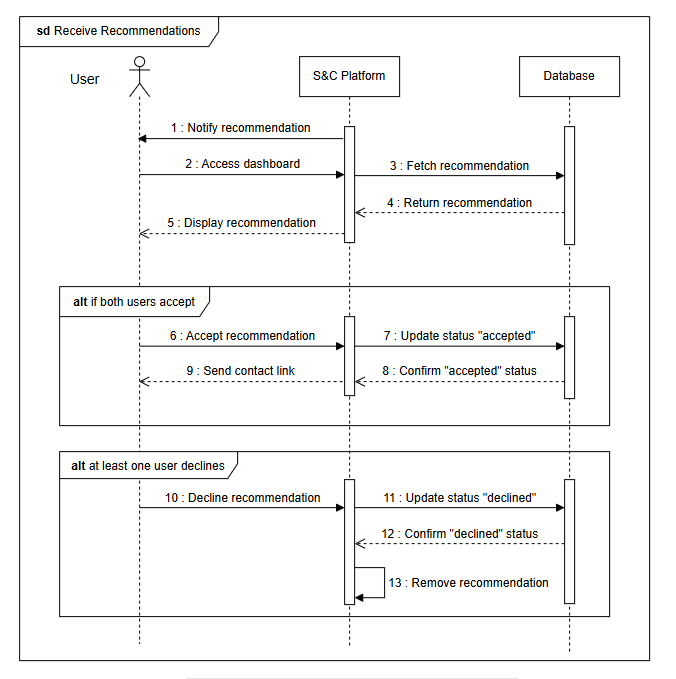 sd Receive Recommendations
User
S&C Platform
Database
1 : Notify recommendation
2 : Access dashboard
3 : Fetch recommendation
4 : Return recommendation
5 : Display recommendation
alt if both users accept
6 : Accept recommendation
7 : Update status "accepted"
9 : Send contact link
8 : Confirm "accepted" status
alt at least one user declines
10 : Decline recommendation
11 : Update status "declined"
12 : Confirm "declined" status
13 : Remove recommendation